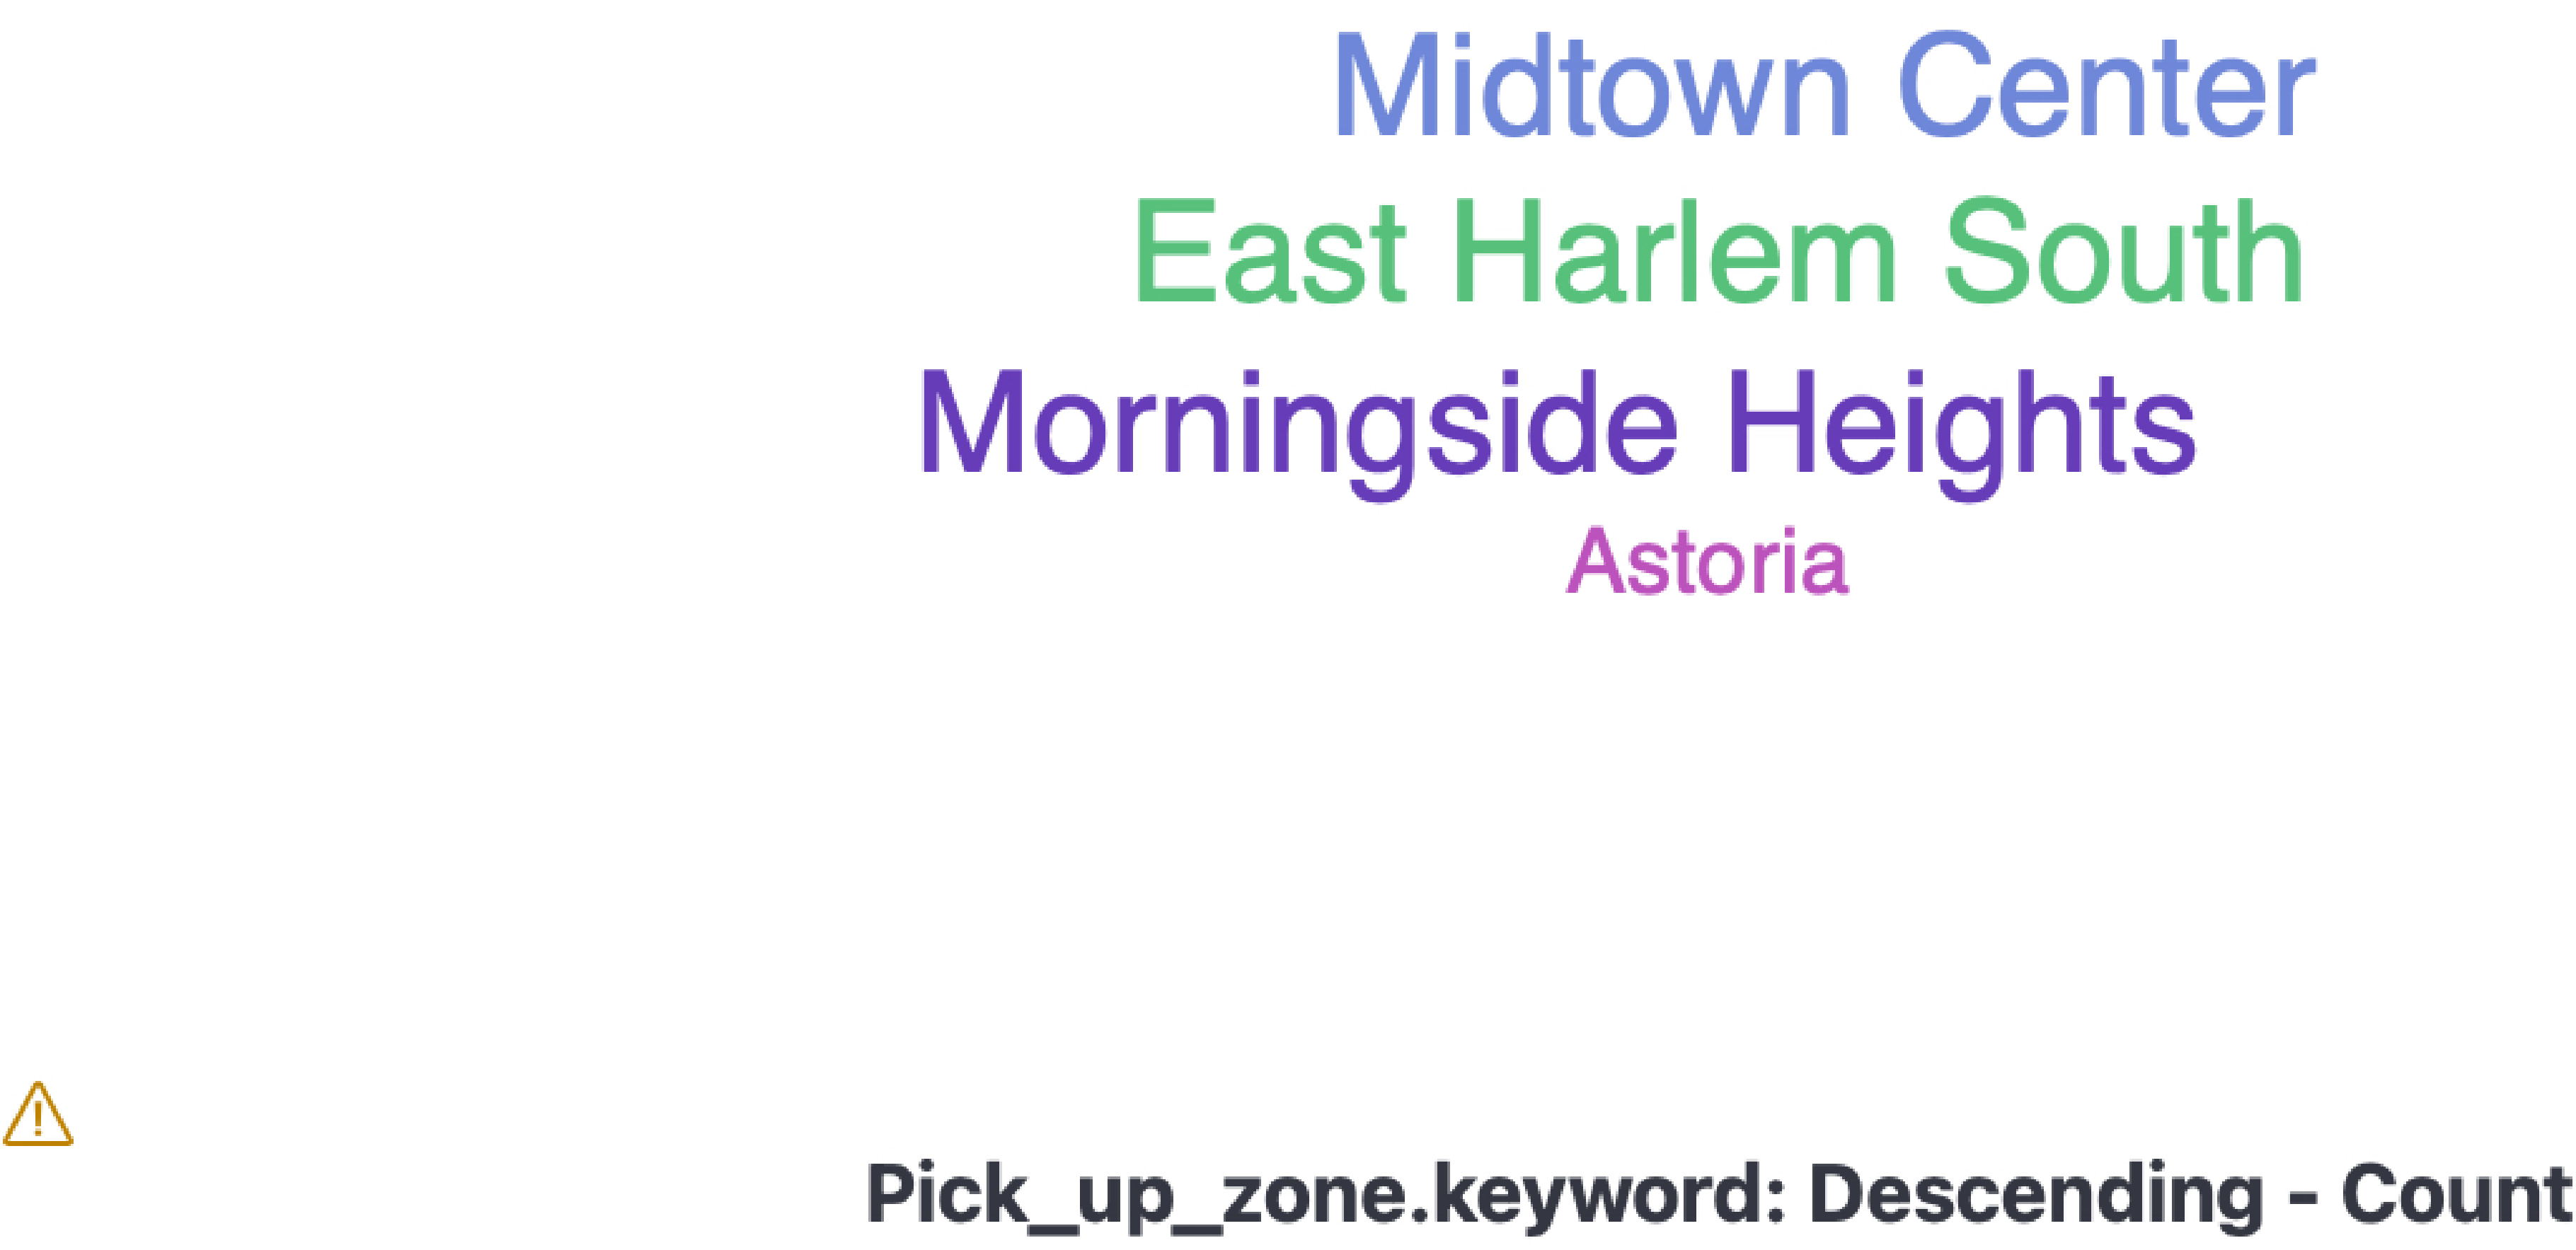 Midtown Center
East Harlem South
Morningside Heights
Astoria
Pick_up_zone.keyword: Descending - Count